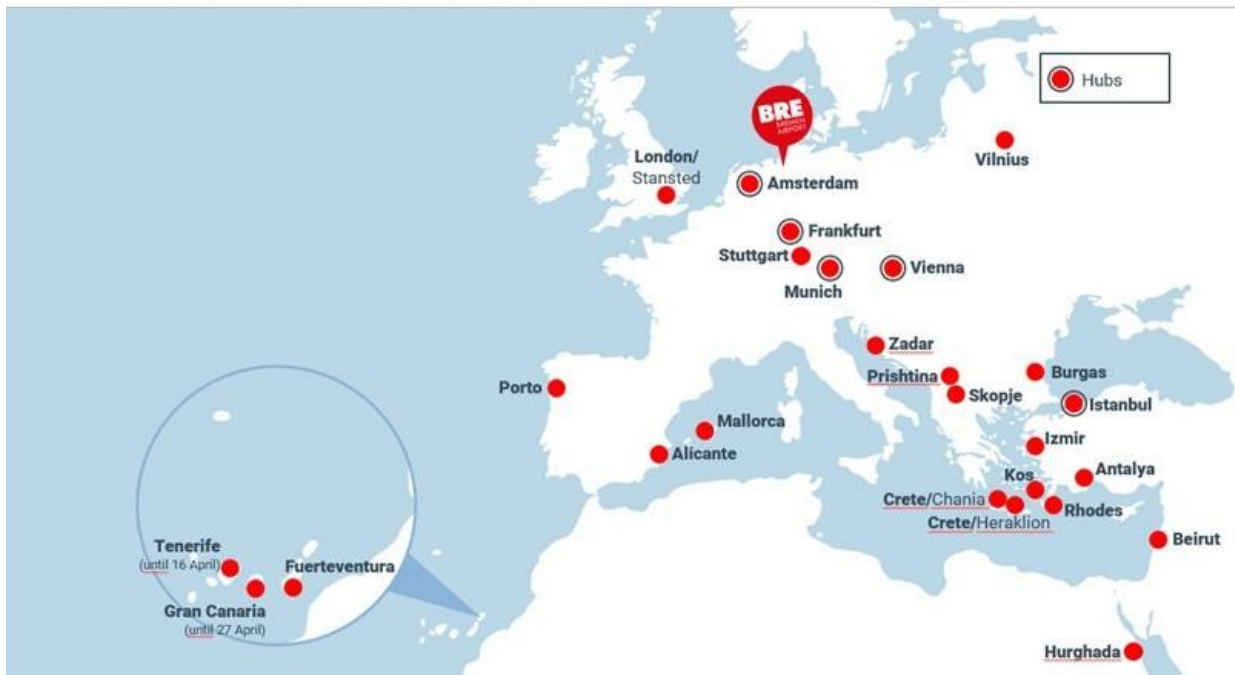 Hubs
BRE
BREMEN
AIRPORT
Vilnius
London/
Stansted
Amsterdam
Frankfurt
Stuttgart
Munich
Vienna
Zadar
Prishtina
Skopje
Burgas
Istanbul
Porto
Mallorca
Alicante
Izmir
Kos
Antalya
Crete/Chania
Rhodes
Crete/Heraklion
Beirut
Tenerife
(until 16 April)
Fuerteventura
Gran Canaria
(until 27 April)
Hurghada